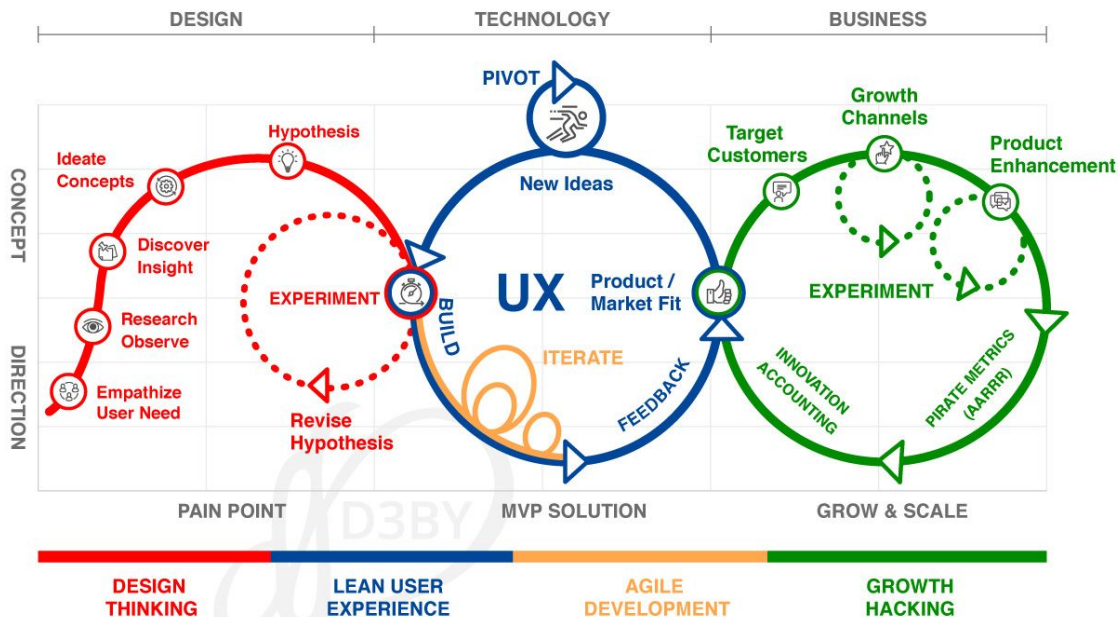 DESIGN
TECHNOLOGY
BUSINESS
CONCEPT
DIRECTION
Empathize
User Need
Research
Observe
Discover
Insight
Ideate
Concepts
Hypothesis
EXPERIMENT
Revise
Hypothesis
PIVOT
New Ideas
UX
Product /
Market Fit
BUILD
ITERATE
FEEDBACK
Target
Customers
Growth
Channels
Product
Enhancement
EXPERIMENT
INNOVATION
ACCOUNTING
PIRATE METRICS
(AARRR)
D3BY
PAIN POINT
MVP SOLUTION
GROW & SCALE
DESIGN
THINKING
LEAN USER
EXPERIENCE
AGILE
DEVELOPMENT
GROWTH
HACKING